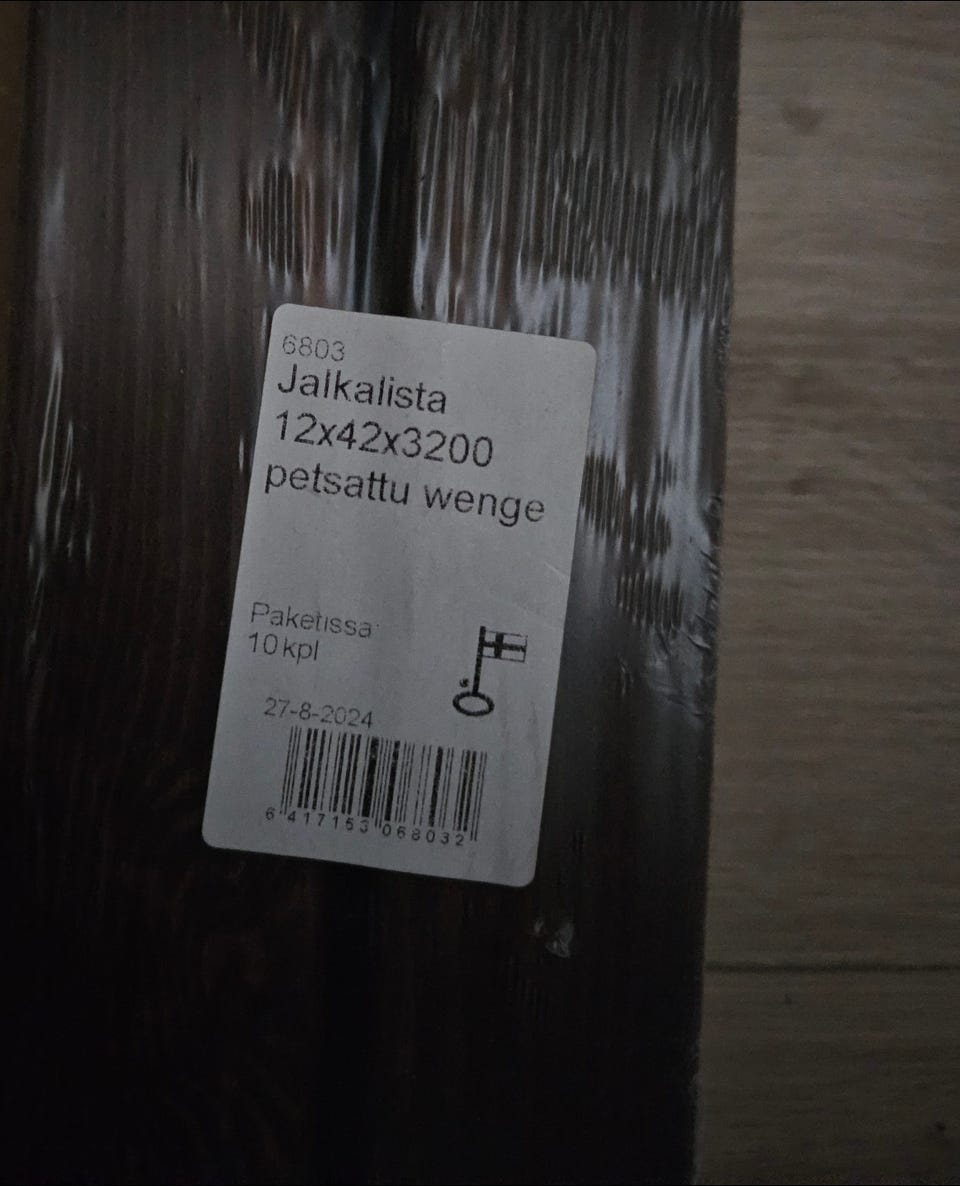 6803
Jalkalista
12x42x3200
petsattu wenge
Paketissa:
10 kpl
27-8-2024
6 417153 068032